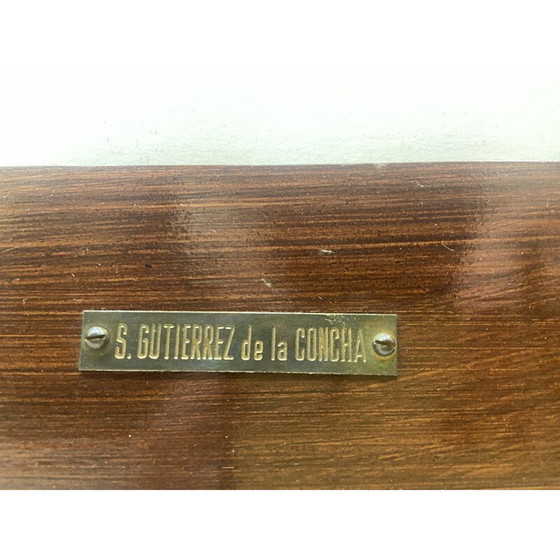 S. GUTIERREZ de la CONCHA